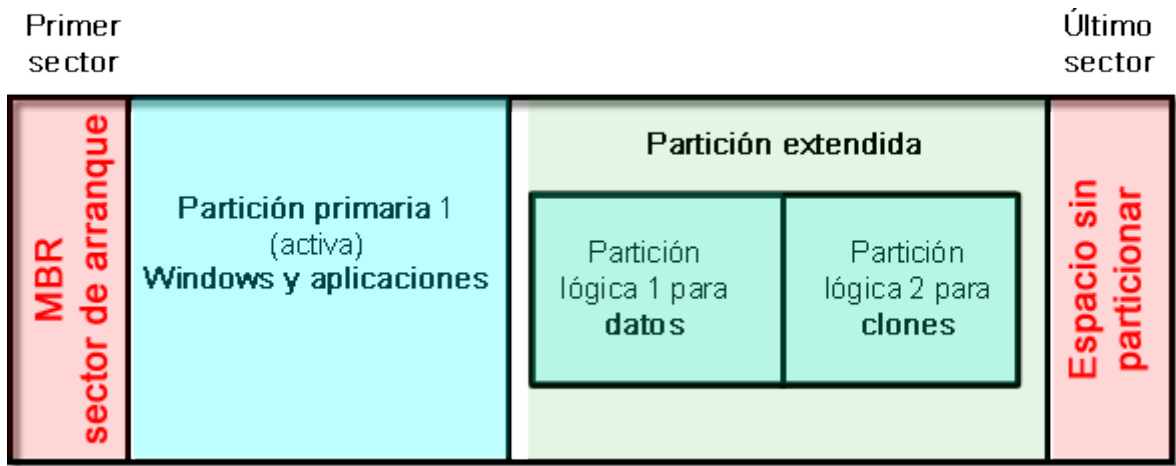 Primer
sector
Último
sector
MBR
sector de arranque
Partición primaria 1
(activa)
Windows y aplicaciones
Partición extendida
Partición
lógica 1 para
datos
Partición
lógica 2 para
clones
Espacio sin
particionar